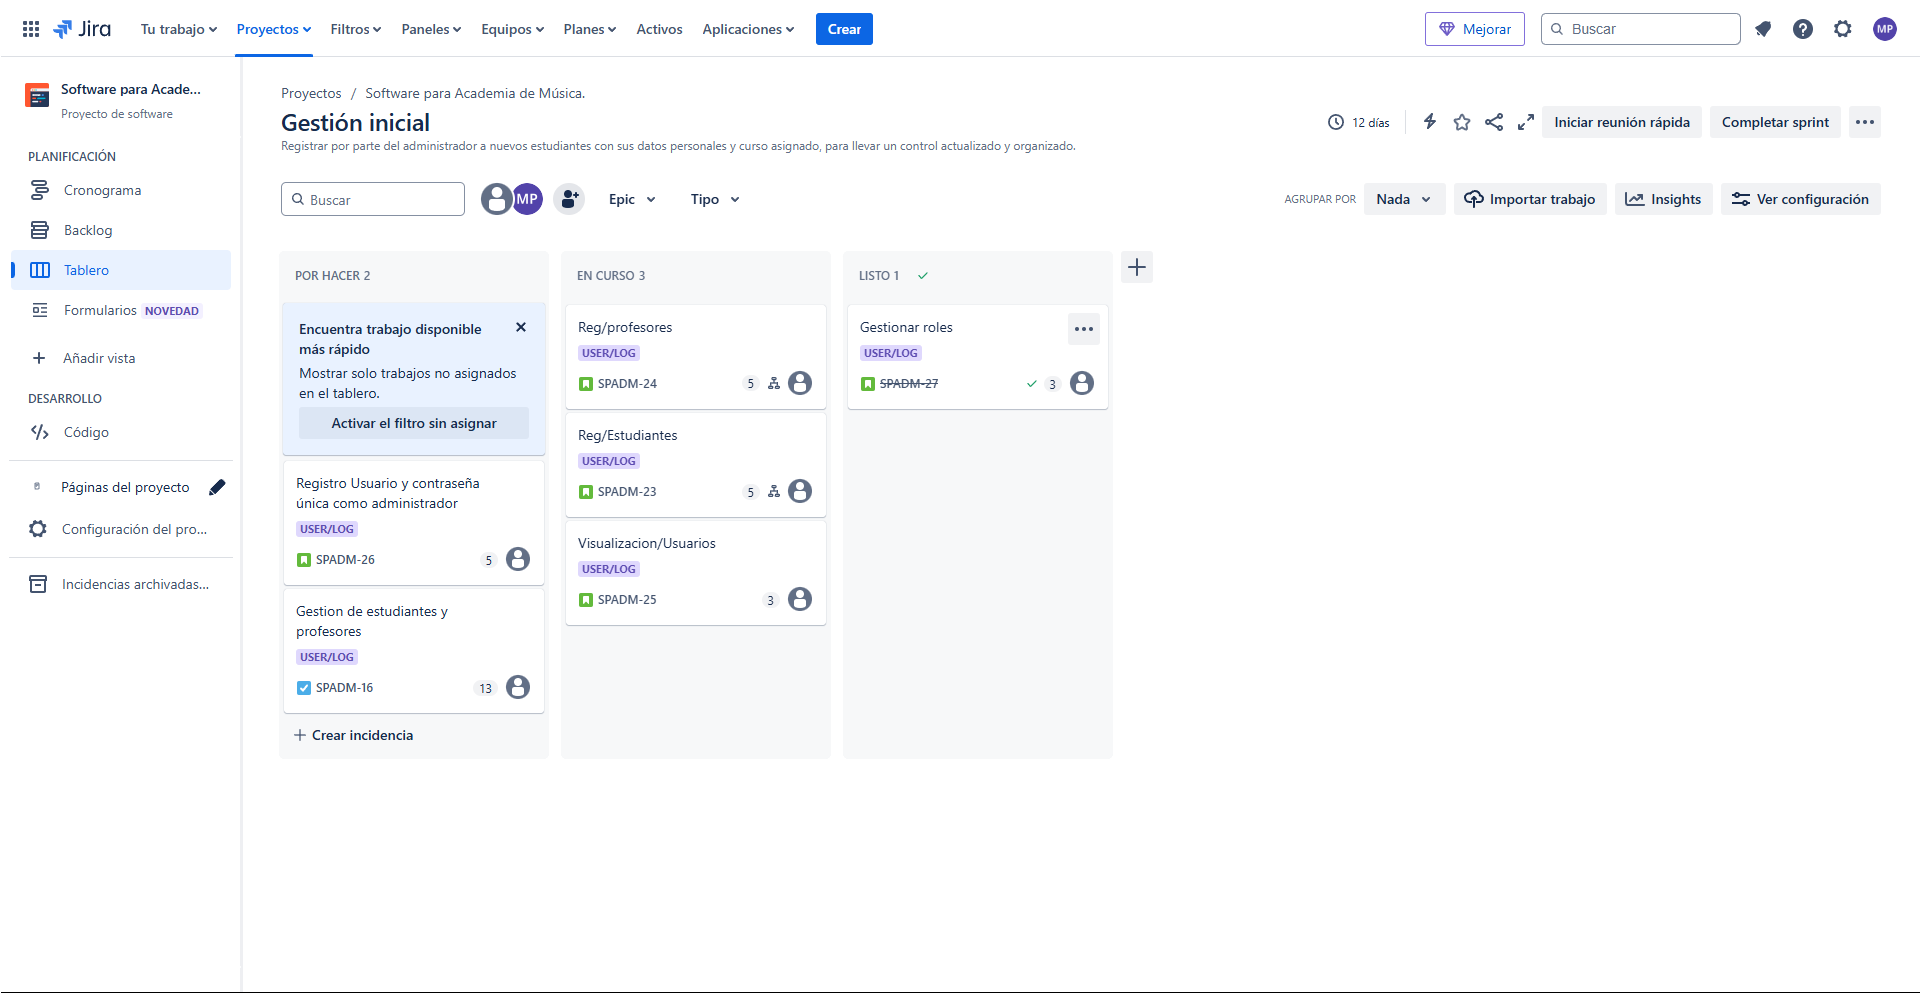 Jira
Tu trabajo
Proyectos
Filtros
Paneles
Equipos
Planes
Activos
Aplicaciones
Crear
Mejorar
Buscar
MP
Software para Acade...
Proyecto de software
PLANIFICACIÓN
Cronograma
Backlog
Tablero
Formularios NOVEDAD
Añadir vista
DESARROLLO
Código
Páginas del proyecto
Configuración del pro...
Incidencias archivadas...
Proyectos / Software para Academia de Música.
Gestión inicial
Registrar por parte del administrador a nuevos estudiantes con sus datos personales y curso asignado, para llevar un control actualizado y organizado.
12 días
Iniciar reunión rápida
Completar sprint
Buscar
MP
Epic
Tipo
AGRUPAR POR
Nada
Importar trabajo
Insights
Ver configuración
POR HACER 2
Encuentra trabajo disponible
más rápido
Mostrar solo trabajos no asignados
en el tablero.
Activar el filtro sin asignar
Registro Usuario y contraseña
única como administrador
USER/LOG
SPADM-26 5
Gestion de estudiantes y
profesores
USER/LOG
SPADM-16 13
Crear incidencia
EN CURSO 3
Reg/profesores
USER/LOG
SPADM-24 5
Reg/Estudiantes
USER/LOG
SPADM-23 5
Visualizacion/Usuarios
USER/LOG
SPADM-25 3
LISTO 1
Gestionar roles
USER/LOG
SPADM-27 3